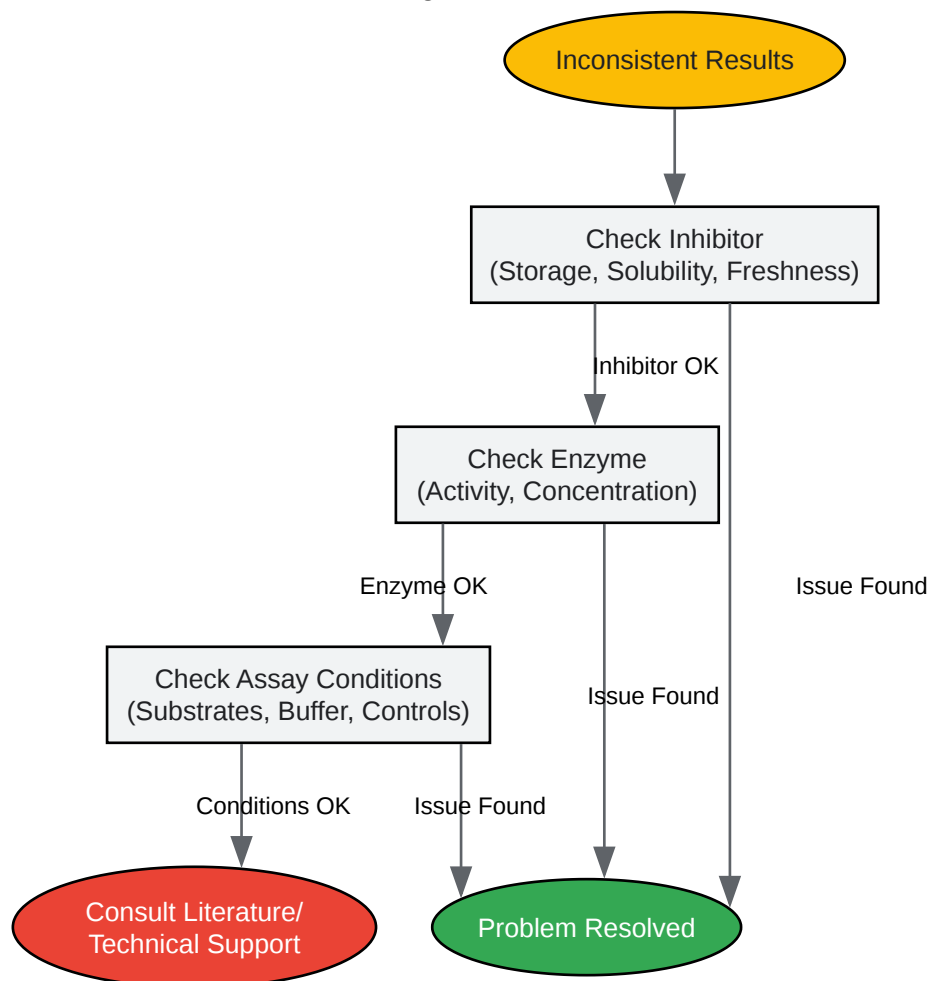 Inconsistent Results
Check Inhibitor
(Storage, Solubility, Freshness)
Inhibitor OK
Check Enzyme
(Activity, Concentration)
Enzyme OK
Issue Found
Check Assay Conditions
(Substrates, Buffer, Controls)
Issue Found
Conditions OK
Issue Found
Consult Literature/
Technical Support
Problem Resolved